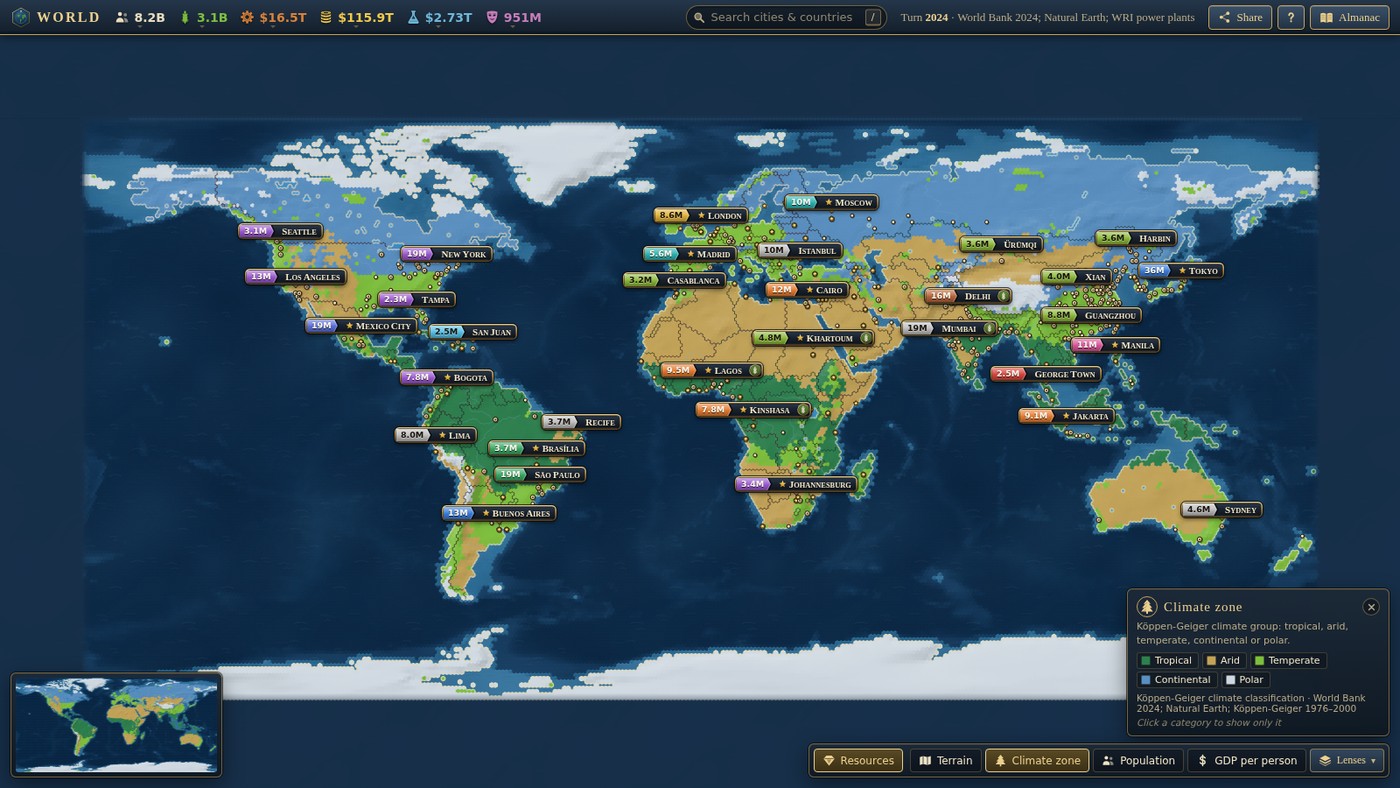 WORLD 8.2B 3.1B $16.5T $115.9T $2.73T 951M Search cities & countries / Turn 2024 · World Bank 2024; Natural Earth; WRI power plants Share ? Almanac
10M ★ MOSCOW
8.6M ★ LONDON
3.1M SEATTLE
3.6M HARBIN
3.6M ÜRÜMQI
10M ISTANBUL
19M NEW YORK
5.6M ★ MADRID
36M ★ TOKYO
13M LOS ANGELES
4.0M XIAN
3.2M CASABLANCA
12M ★ CAIRO
16M DELHI
2.3M TAMPA
8.8M GUANGZHOU
19M ★ MEXICO CITY
19M MUMBAI
2.5M SAN JUAN
4.8M ★ KHARTOUM
11M ★ MANILA
9.5M ★ LAGOS
2.5M GEORGE TOWN
7.8M ★ BOGOTA
7.8M ★ KINSHASA
9.1M ★ JAKARTA
3.7M RECIFE
8.0M ★ LIMA
3.7M ★ BRASÍLIA
19M SÃO PAULO
3.4M ★ JOHANNESBURG
4.6M SYDNEY
13M ★ BUENOS AIRES
Climate zone
Köppen-Geiger climate group: tropical, arid,
temperate, continental or polar.
Tropical Arid Temperate
Continental Polar
Köppen-Geiger climate classification · World Bank
2024; Natural Earth; Köppen-Geiger 1976–2000
Click a category to show only it
Resources Terrain Climate zone Population $ GDP per person Lenses ▾